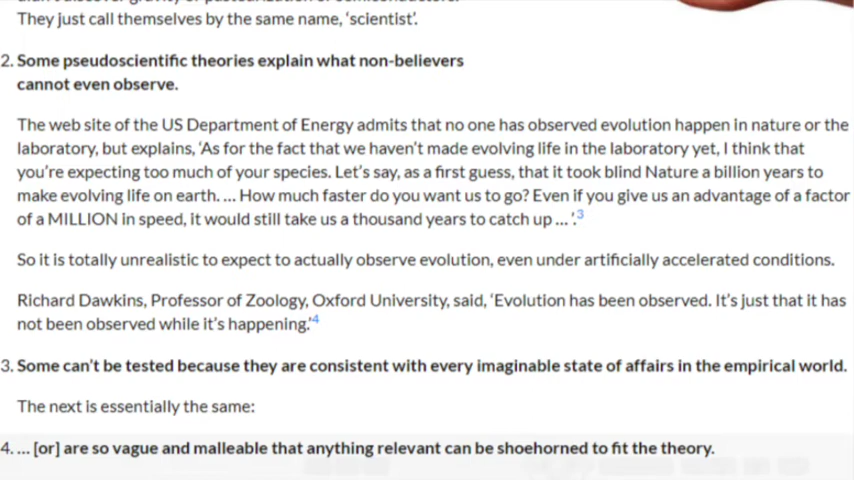 They just call themselves by the same name, ‘scientist’.
2. Some pseudoscientific theories explain what non-believers
cannot even observe.
The web site of the US Department of Energy admits that no one has observed evolution happen in nature or the
laboratory, but explains, ‘As for the fact that we haven’t made evolving life in the laboratory yet, I think that
you’re expecting too much of your species. Let’s say, as a first guess, that it took blind Nature a billion years to
make evolving life on earth. … How much faster do you want us to go? Even if you give us an advantage of a factor
of a MILLION in speed, it would still take us a thousand years to catch up … ’.3
So it is totally unrealistic to expect to actually observe evolution, even under artificially accelerated conditions.
Richard Dawkins, Professor of Zoology, Oxford University, said, ‘Evolution has been observed. It’s just that it has
not been observed while it’s happening.’4
3. Some can’t be tested because they are consistent with every imaginable state of affairs in the empirical world.
The next is essentially the same:
4. … [or] are so vague and malleable that anything relevant can be shoehorned to fit the theory.